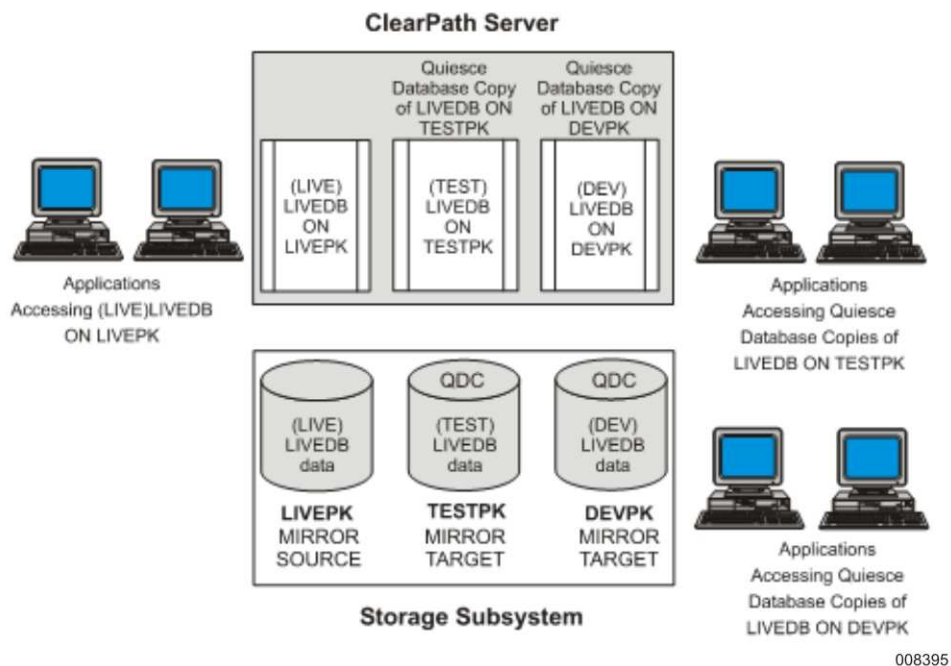 ClearPath Server
Quiesce
Database Copy
of LIVEDB ON
TESTPK
Quiesce
Database Copy
of LIVEDB ON
DEVPK
(LIVE)
LIVEDB
ON
LIVEPK
(TEST)
LIVEDB
ON
TESTPK
(DEV)
LIVEDB
ON
DEVPK
Applications
Accessing (LIVE)LIVEDB
ON LIVEPK
Applications
Accessing Quiesce
Database Copies of
LIVEDB ON TESTPK
(LIVE)
LIVEDB
data
QDC
(TEST)
LIVEDB
data
QDC
(DEV)
LIVEDB
data
LIVEPK
MIRROR
SOURCE
TESTPK
MIRROR
TARGET
DEVPK
MIRROR
TARGET
Applications
Accessing Quiesce
Database Copies of
LIVEDB ON DEVPK
Storage Subsystem
008395